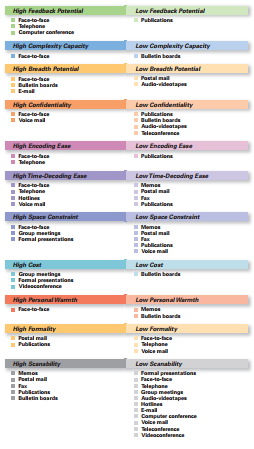 High Feedback Potential
Low Feedback Potential
Face-to-face
Telephone
Computer conference
Publications
High Complexity Capacity
Low Complexity Capacity
Face-to-face
Bulletin boards
High Breadth Potential
Low Breadth Potential
Face-to-face
Bulletin boards
E-mail
Postal mail
Audio-videotapes
High Confidentiality
Low Confidentiality
Face-to-face
Voice mail
Publications
Bulletin boards
Audio-videotapes
Teleconference
High Encoding Ease
Low Encoding Ease
Face-to-face
Telephone
Publications
High Time-Decoding Ease
Low Time-Decoding Ease
Face-to-face
Telephone
Hotlines
Voice mail
Memos
Postal mail
Fax
Publications
High Space Constraint
Low Space Constraint
Face-to-face
Group meetings
Formal presentations
Memos
Postal mail
Fax
Publications
Voice mail
High Cost
Low Cost
Group meetings
Formal presentations
Videoconference
Bulletin boards
High Personal Warmth
Low Personal Warmth
Face-to-face
Memos
Bulletin boards
High Formality
Low Formality
Postal mail
Publications
Face-to-face
Telephone
Voice mail
High Scanability
Low Scanability
Memos
Postal mail
Fax
Publications
Bulletin boards
Formal presentations
Face-to-face
Telephone
Group meetings
Audio-videotapes
Hotlines
E-mail
Computer conference
Voice mail
Teleconference
Videoconference